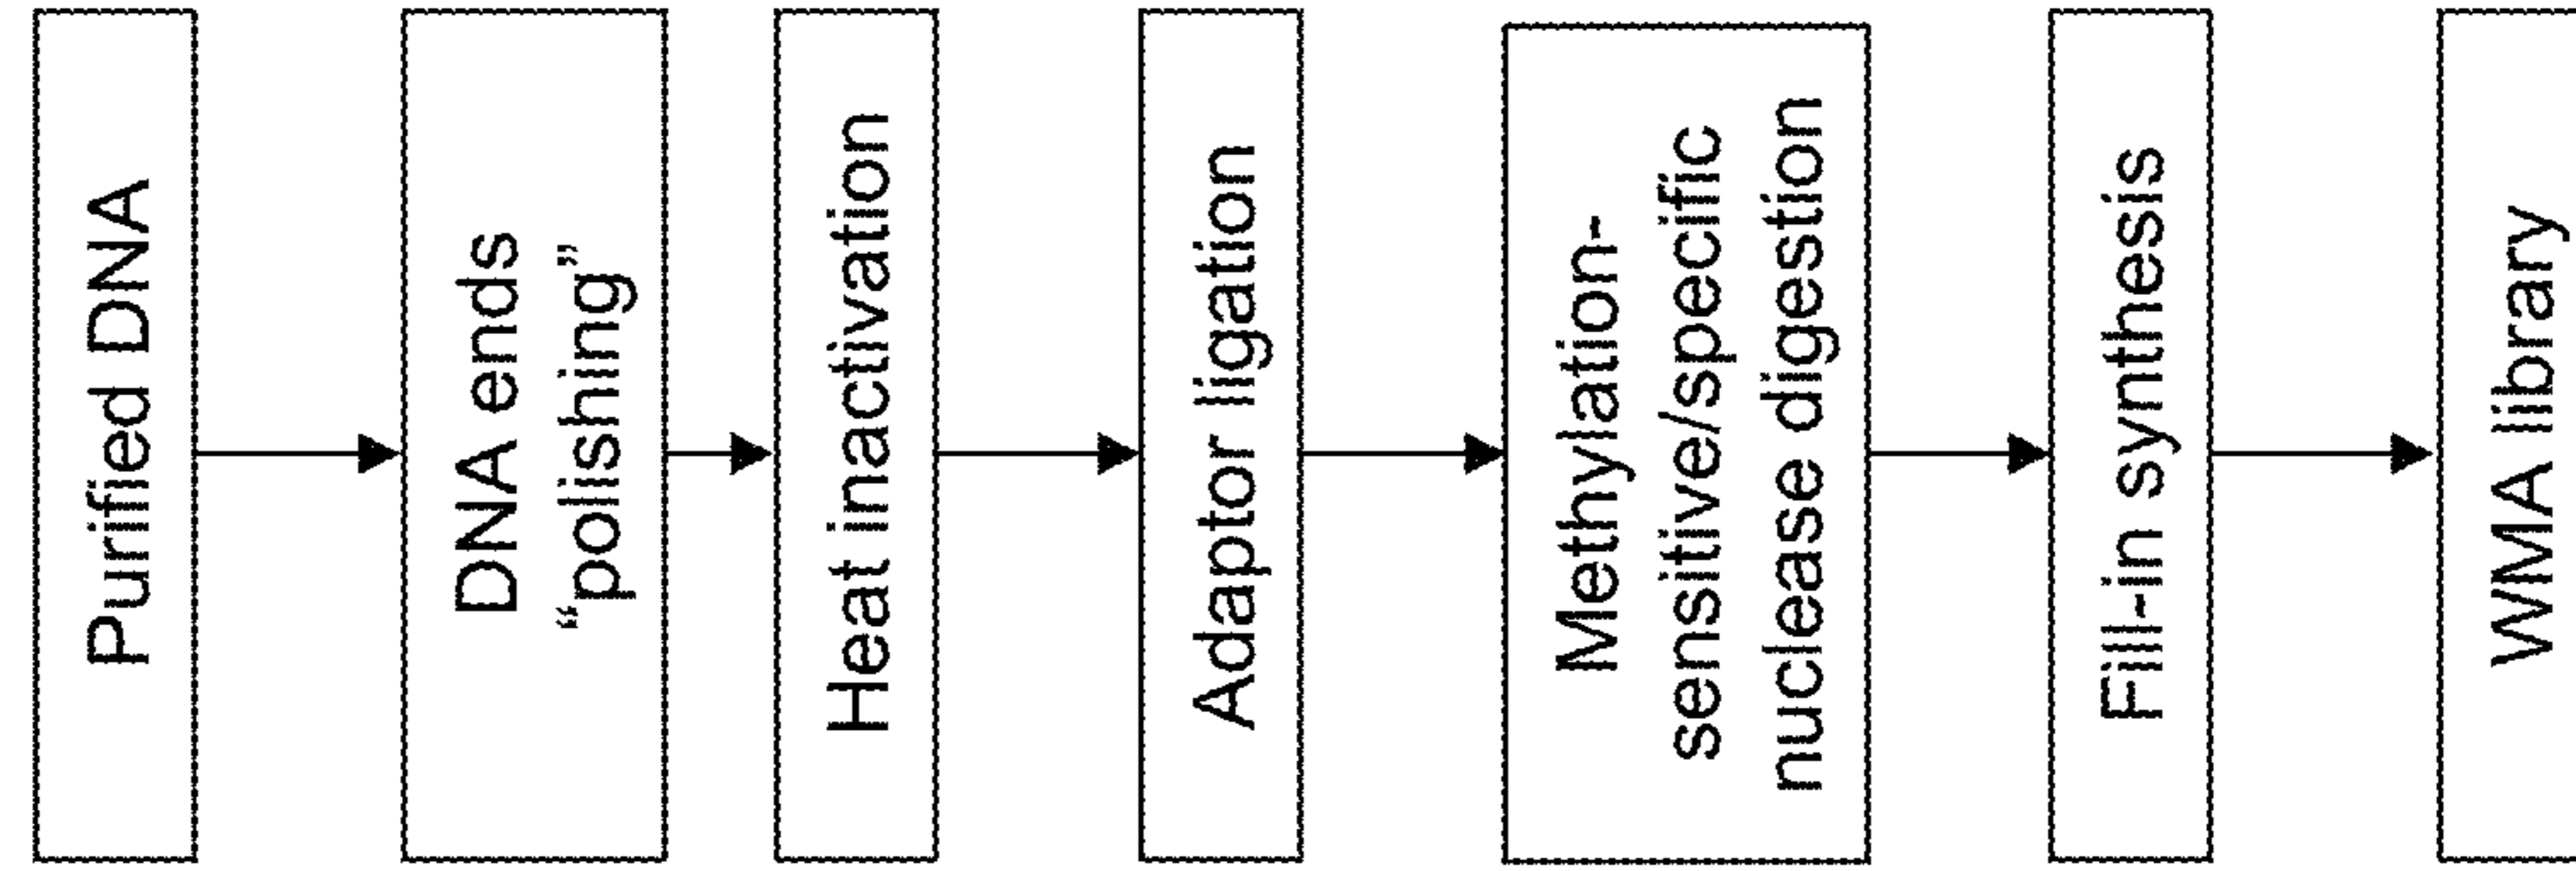 Purified DNA
DNA ends
“polishing”
Heat inactivation
Adaptor ligation
Methylation-
sensitive/specific
nuclease digestion
Fill-in synthesis
WMA library